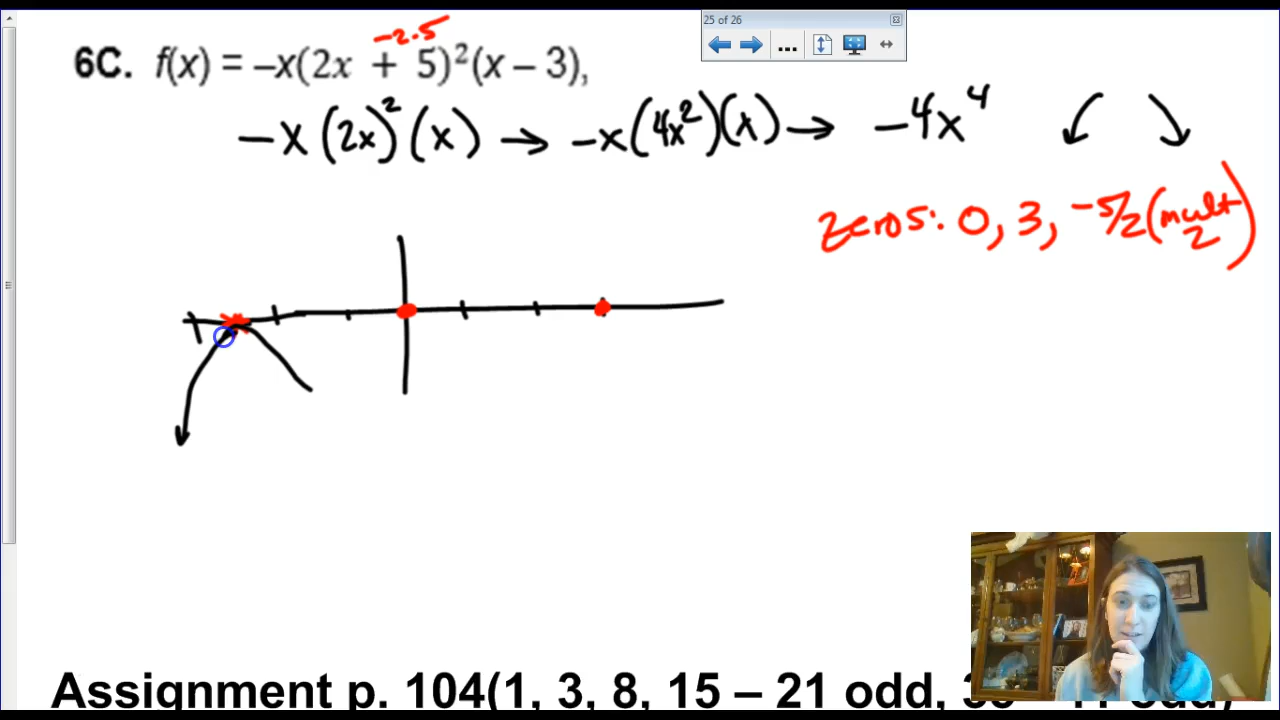 25 of 26
-2.5
6C. f(x) = –x(2x + 5)²(x – 3),
-x(2x)²(x) → -x(4x²)(x) → -4x⁴
zeros: 0, 3, -5/2 (mult 2)
Assignment p. 104(1, 3, 8, 15 – 21 odd,